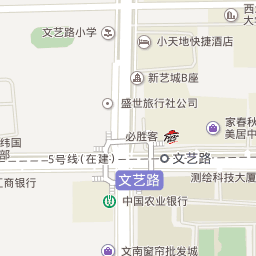 西
大
文艺路小学
小天地快捷酒店
新艺城B座
盛世旅行社公司
必胜客
家春
美居中
纬国
部
5号线(在建)
文艺路
文艺路
测绘科技大厦
工商银行
中国农业银行
文南窗帘批发城